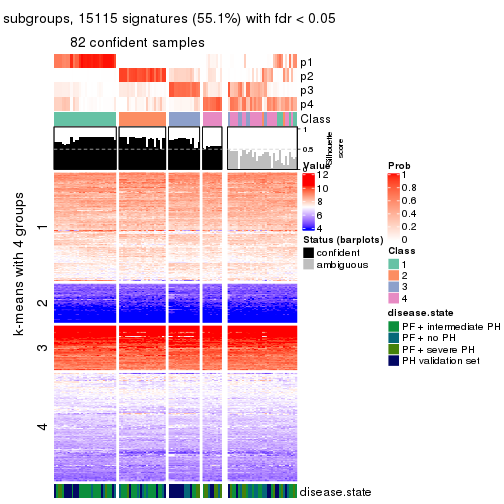 subgroups, 15115 signatures (55.1%) with fdr < 0.05
82 confident samples
p1
p2
p3
p4
Class
1
0.5
0
Silhouette
score
k-means with 4 groups
1
2
3
4
Value
12
10
8
6
4
Status (barplots)
confident
ambiguous
Prob
1
0.8
0.6
0.4
0.2
0
Class
1
2
3
4
disease.state
PF + intermediate PH
PF + no PH
PF + severe PH
PH validation set
disease.state